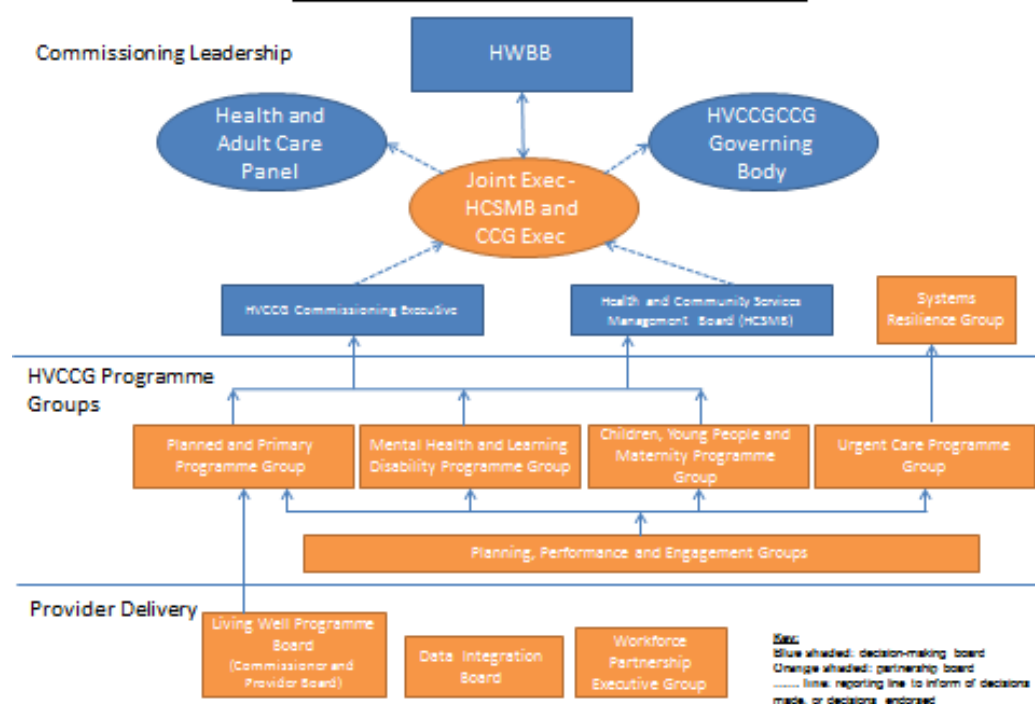 Commissioning Leadership
HWBB
Health and
Adult Care
Panel
HVCCGCCG
Governing
Body
Joint Exec-
HCSMB and
CCG Exec
HVCCG Commissioning Executive
Health and Community Services
Management Board (HCSMB)
Systems
Resilience Group
HVCCG Programme
Groups
Planned and Primary
Programme Group
Mental Health and Learning
Disability Programme Group
Children, Young People and
Maternity Programme
Group
Urgent Care Programme
Group
Planning, Performance and Engagement Groups
Provider Delivery
Living Well Programme
Board
(Commissioner and
Provider Board)
Data Integration
Board
Workforce
Partnership
Executive Group
Key:
Blue shaded: decision-making board
Orange shaded: partnership board
....... line: reporting line to inform of decisions
made, or decisions endorsed